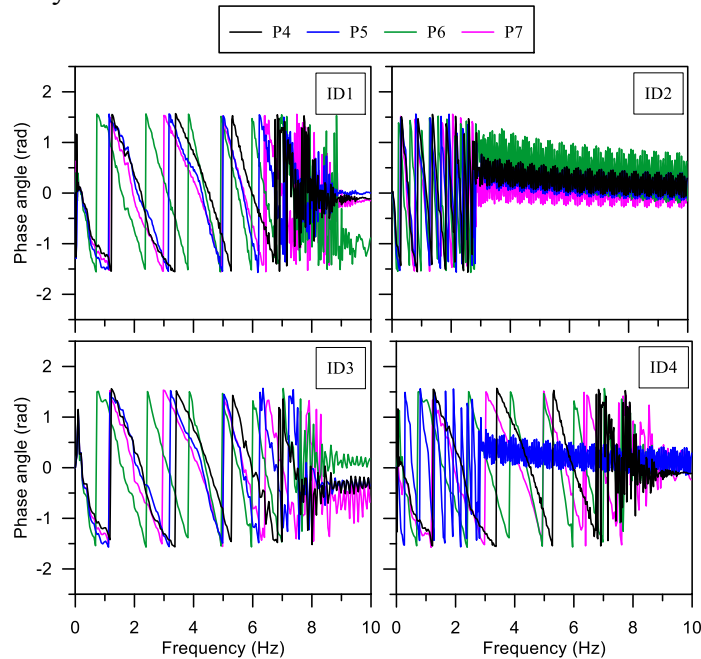 y
P4 P5 P6 P7
ID1 ID2
2
1
0
-1
-2
Phase angle (rad)
ID3 ID4
2
1
0
-1
-2
Phase angle (rad)
0 2 4 6 8 10 0 2 4 6 8 10
Frequency (Hz) Frequency (Hz)